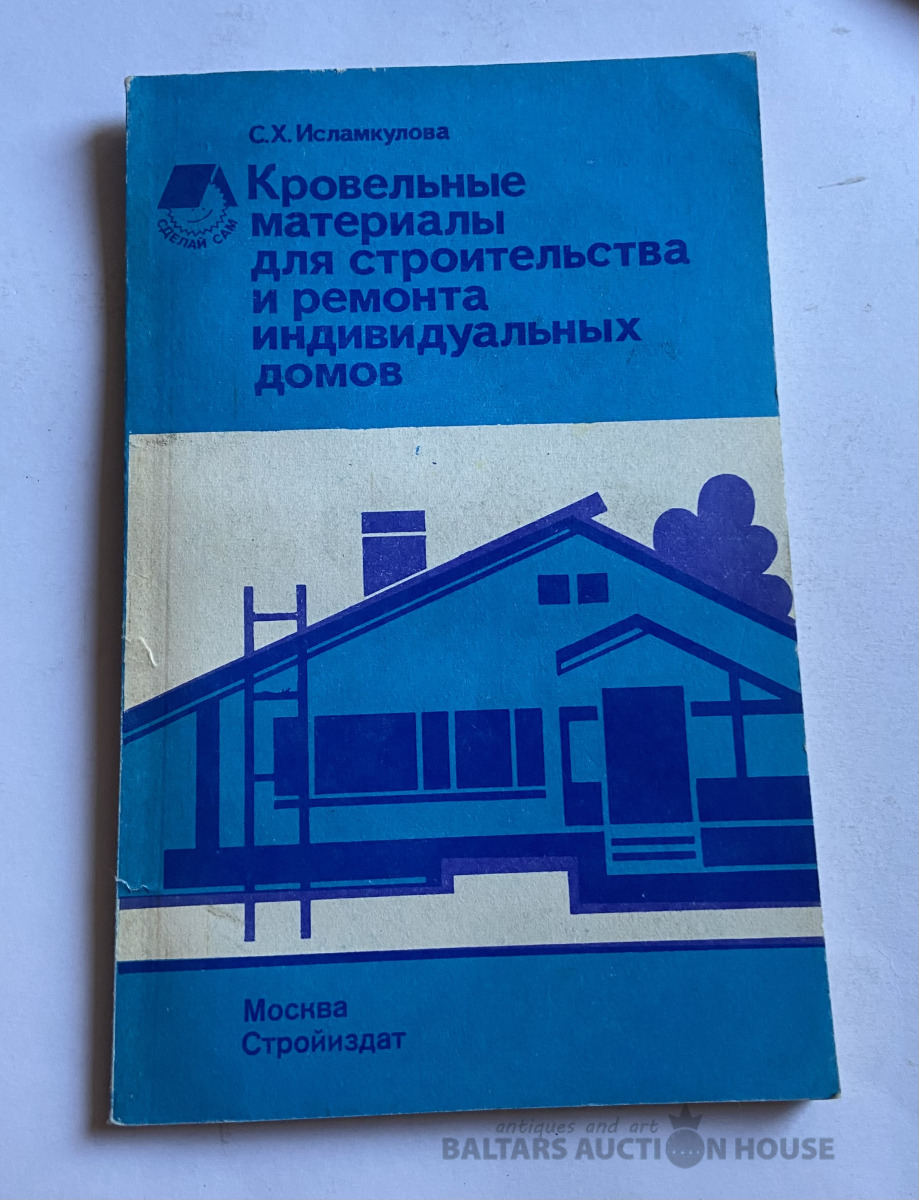 С.Х. Исламкулова
Кровельные
материалы
для строительства
и ремонта
индивидуальных
домов
СДЕЛАЙ САМ
Москва
Стройиздат
antiques and art
BALTARS AUCTION HOUSE